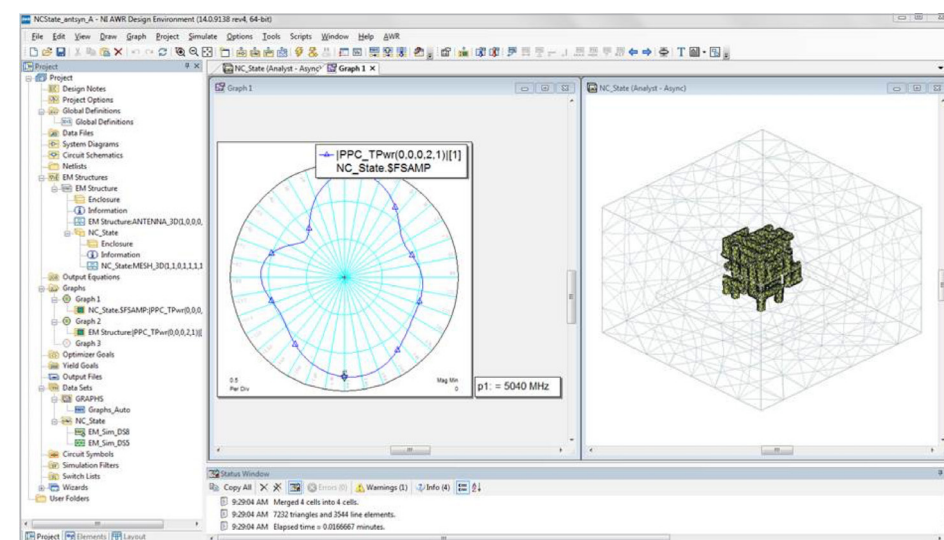 NCState_antsyn_A - NI AWR Design Environment (14.0.9138 rev4, 64-bit)
File Edit View Draw Graph Project Simulate Options Tools Scripts Window Help AWR
Project
NC_State (Analyst - Async)
Graph 1
Project
Design Notes
Project Options
Global Definitions
Global Definitions
Data Files
System Diagrams
Circuit Schematics
Netlists
EM Structures
EM Structure
Enclosure
Information
EM Structure:ANTENNA_3D(1,0,0,0,
NC_State
Enclosure
Information
NC_State:MESH_3D(1,1,0,1,1,1,1
Output Equations
Graphs
Graph 1
NC_State.$FSAMP:|PPC_TPwr(0,0,0,
Graph 2
EM Structure:|PPC_TPwr(0,0,0,2,1)|[
Graph 3
Optimizer Goals
Yield Goals
Output Files
Data Sets
GRAPHS
Graphs_Auto
NC_State
EM_Sim_DS8
EM_Sim_DS5
Circuit Symbols
Simulation Filters
Switch Lists
Wizards
User Folders
Project Elements Layout
Graph 1
|PPC_TPwr(0,0,0,2,1)|[1]
NC_State.$FSAMP
0.5
Per Div
Mag Min
0
p1: = 5040 MHz
NC_State (Analyst - Async)
Status Window
Copy All Errors (0) Warnings (1) Info (4)
9:29:04 AM Merged 4 cells into 4 cells.
9:29:04 AM 7232 triangles and 3544 line elements.
9:29:04 AM Elapsed time = 0.0166667 minutes.